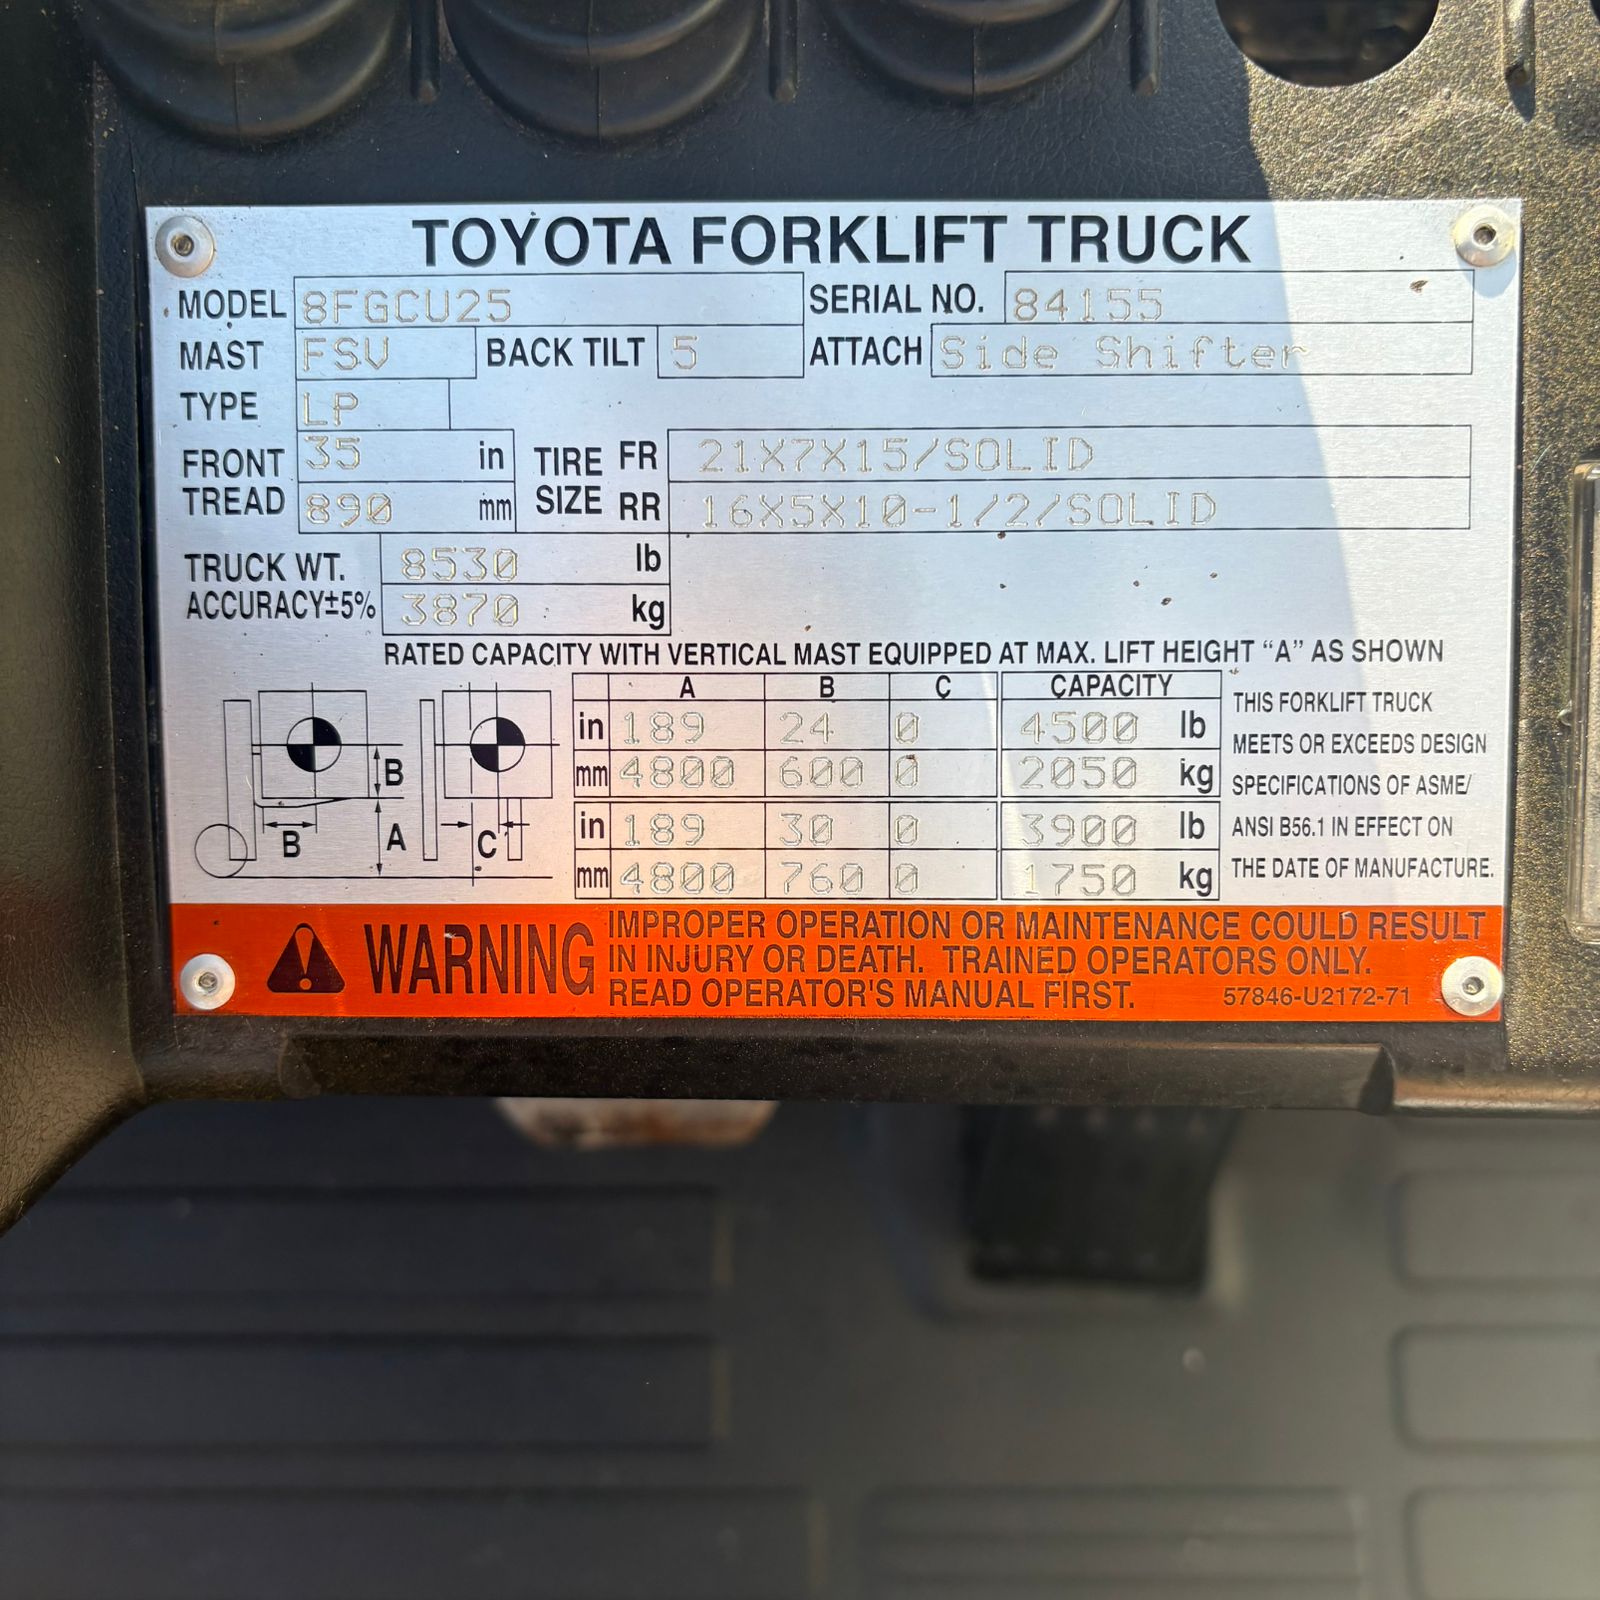 TOYOTA FORKLIFT TRUCK
MODEL 8FGCU25 SERIAL NO. 84155
MAST FSV BACK TILT 5 ATTACH Side Shifter
TYPE LP
FRONT TREAD 35 in TIRE SIZE FR 21X7X15/SOLID
890 mm RR 16X5X10-1/2/SOLID
TRUCK WT. 8530 lb
ACCURACY±5% 3870 kg
RATED CAPACITY WITH VERTICAL MAST EQUIPPED AT MAX. LIFT HEIGHT “A” AS SHOWN
A B C CAPACITY
in 189 24 0 4500 lb
mm 4800 600 0 2050 kg
in 189 30 0 3900 lb
mm 4800 760 0 1750 kg
B
B A C
THIS FORKLIFT TRUCK
MEETS OR EXCEEDS DESIGN
SPECIFICATIONS OF ASME/
ANSI B56.1 IN EFFECT ON
THE DATE OF MANUFACTURE.
WARNING
IMPROPER OPERATION OR MAINTENANCE COULD RESULT
IN INJURY OR DEATH. TRAINED OPERATORS ONLY.
READ OPERATOR'S MANUAL FIRST. 57846-U2172-71